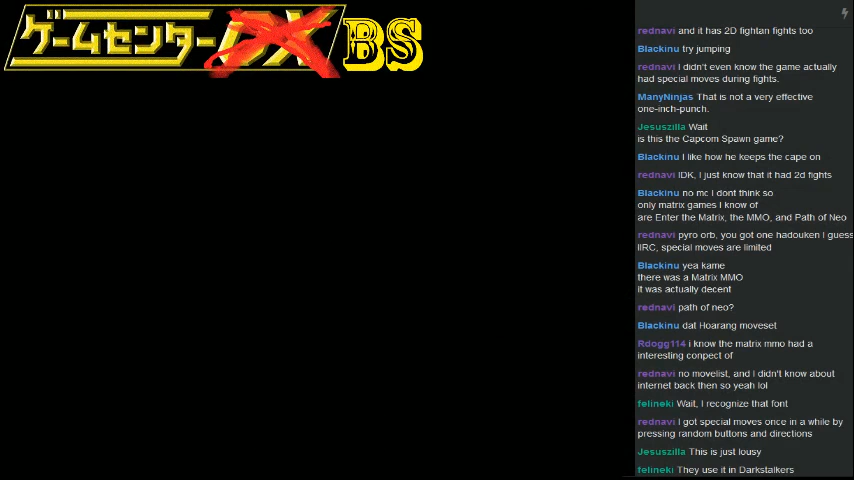 ゲームセンターDX BS
rednavi and it has 2D fightan fights too
Blackinu try jumping
rednavi I didn't even know the game actually
had special moves during fights.
ManyNinjas That is not a very effective
one-inch-punch.
Jesuszilla Wait
is this the Capcom Spawn game?
Blackinu I like how he keeps the cape on
rednavi IDK, I just know that it had 2d fights
Blackinu no mc I dont think so
only matrix games I know of
are Enter the Matrix, the MMO, and Path of Neo
rednavi pyro orb, you got one hadouken I guess
IIRC, special moves are limited
Blackinu yea kame
there was a Matrix MMO
it was actually decent
rednavi path of neo?
Blackinu dat Hoarang moveset
Rdogg114 i know the matrix mmo had a
interesting conpect of
rednavi no movelist, and I didn't know about
internet back then so yeah lol
felineki Wait, I recognize that font
rednavi I got special moves once in a while by
pressing random buttons and directions
Jesuszilla This is just lousy
felineki They use it in Darkstalkers